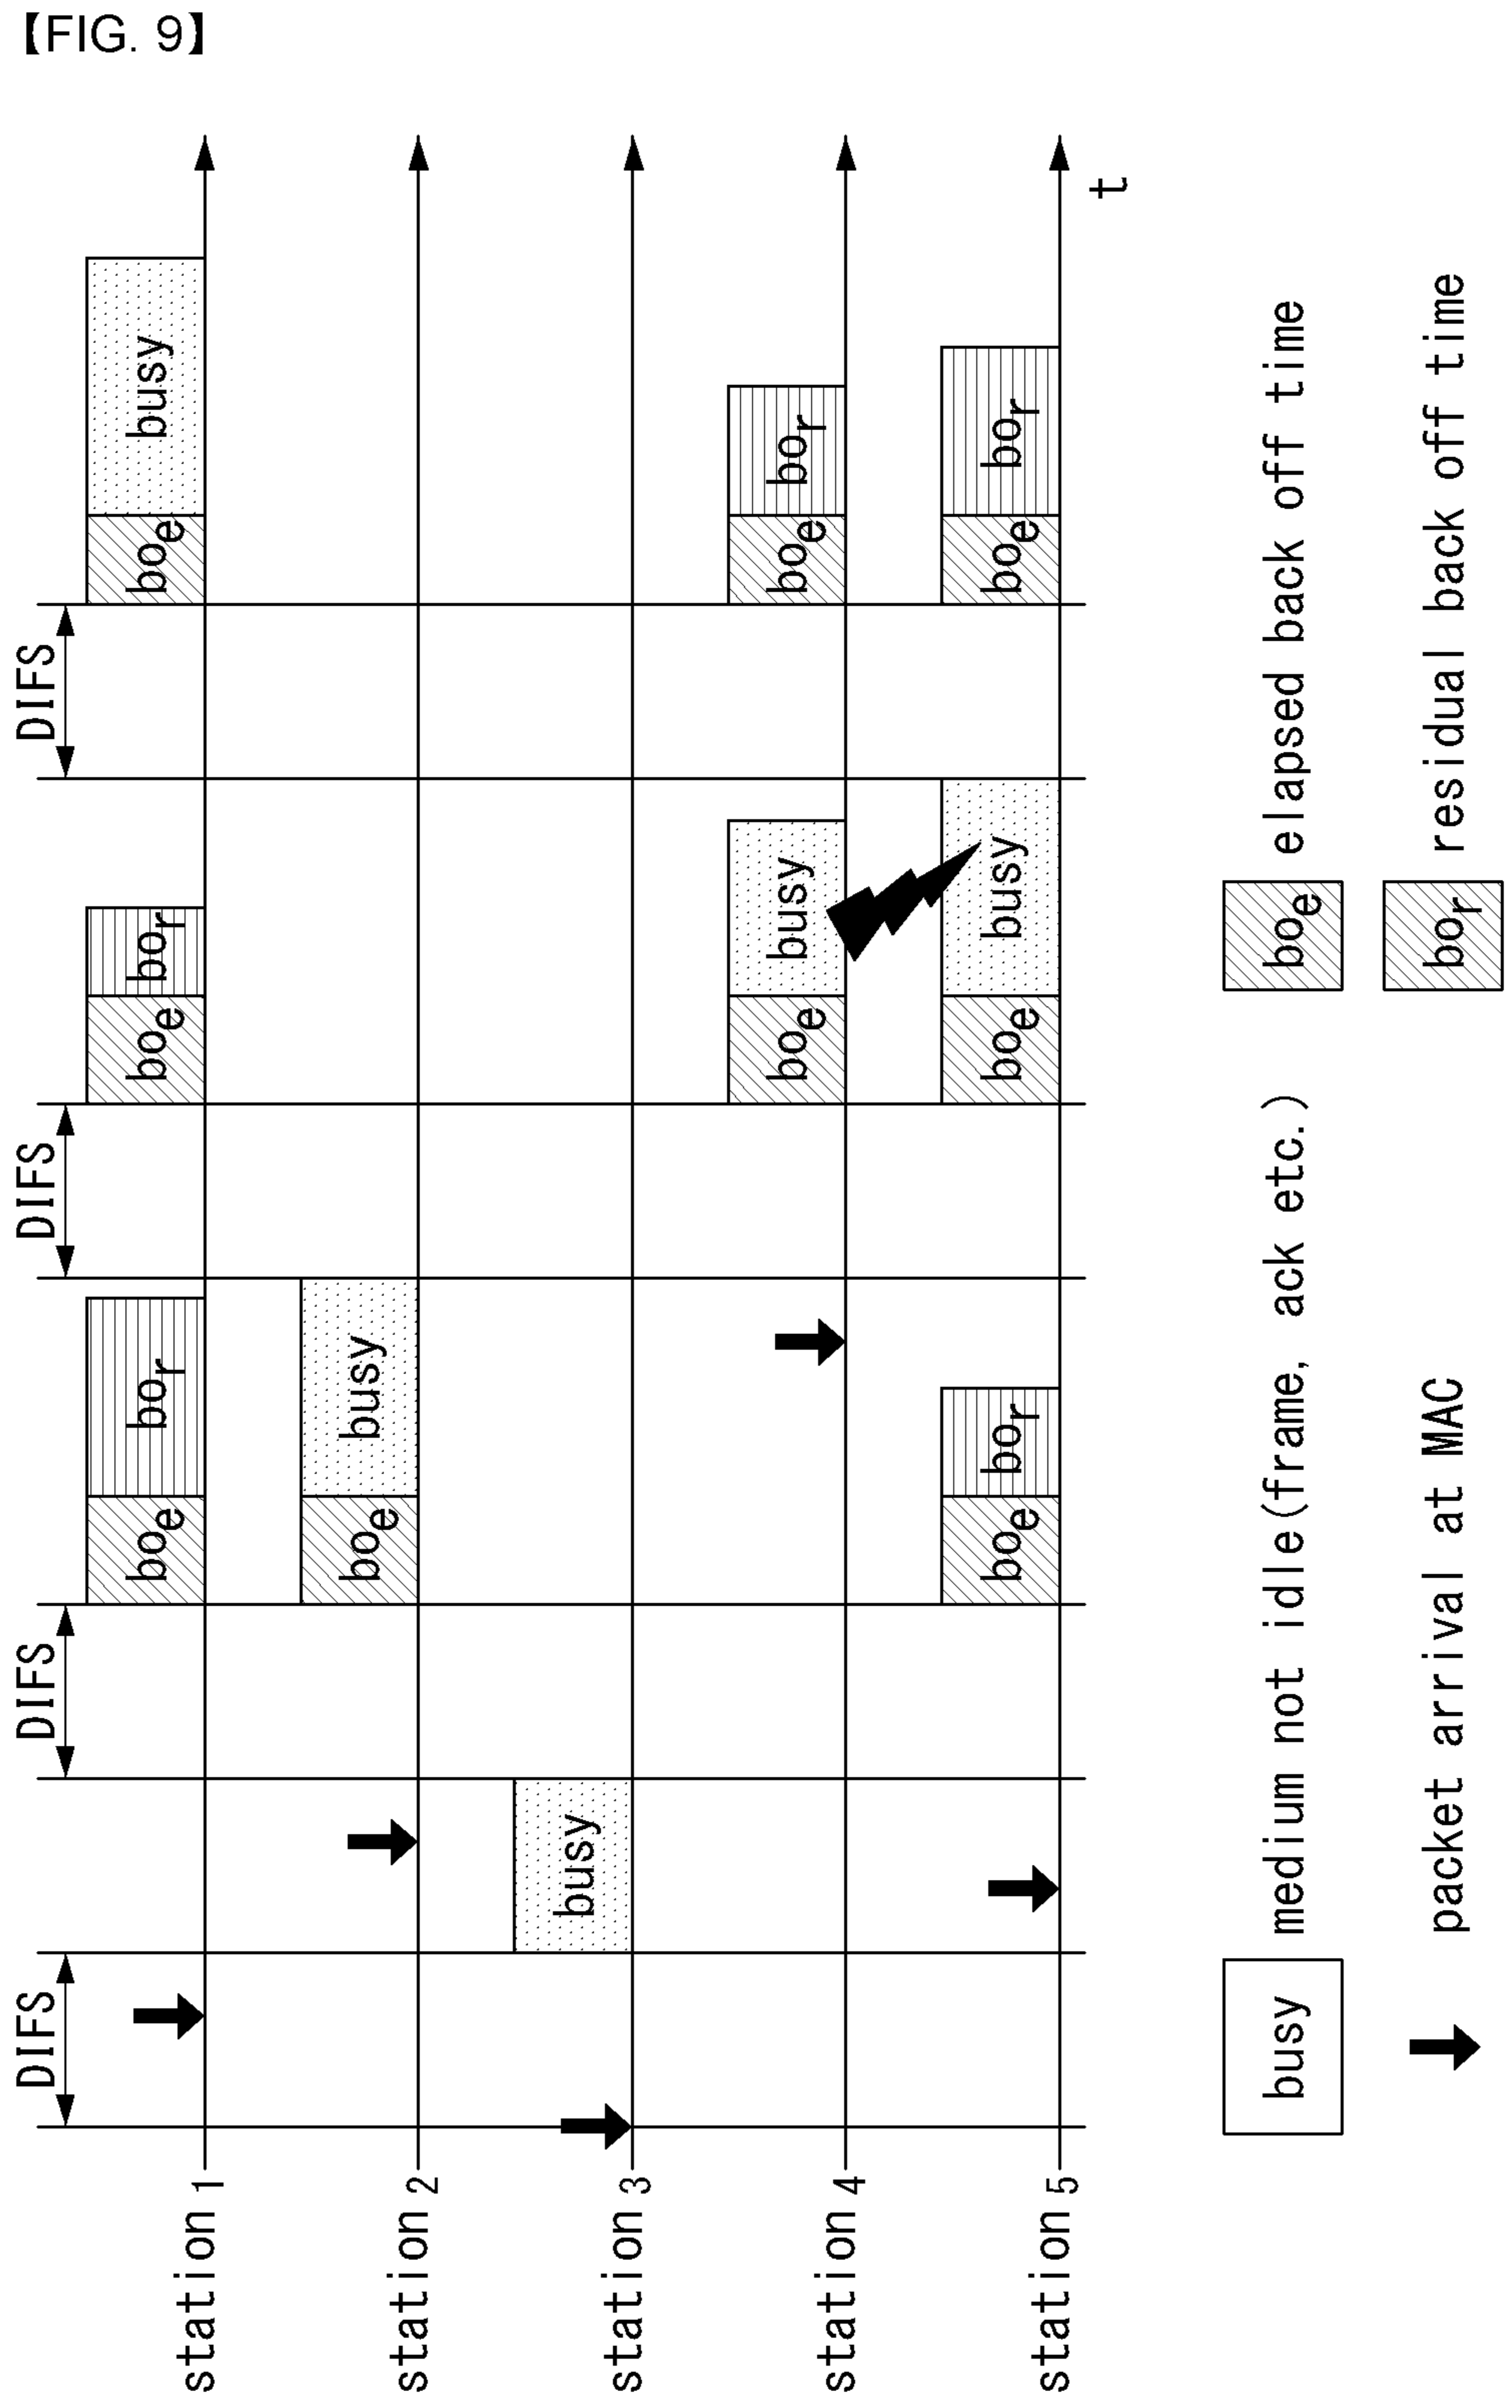 【FIG. 9】
DIFS
DIFS
DIFS
DIFS
station 1
boe
bor
boe
bor
boe
busy
station 2
boe
busy
station 3
busy
station 4
boe
busy
boe
bor
station 5
boe
bor
boe
busy
boe
bor
t
busy medium not idle(frame, ack etc.)
boe elapsed back off time
packet arrival at MAC
bor residual back off time